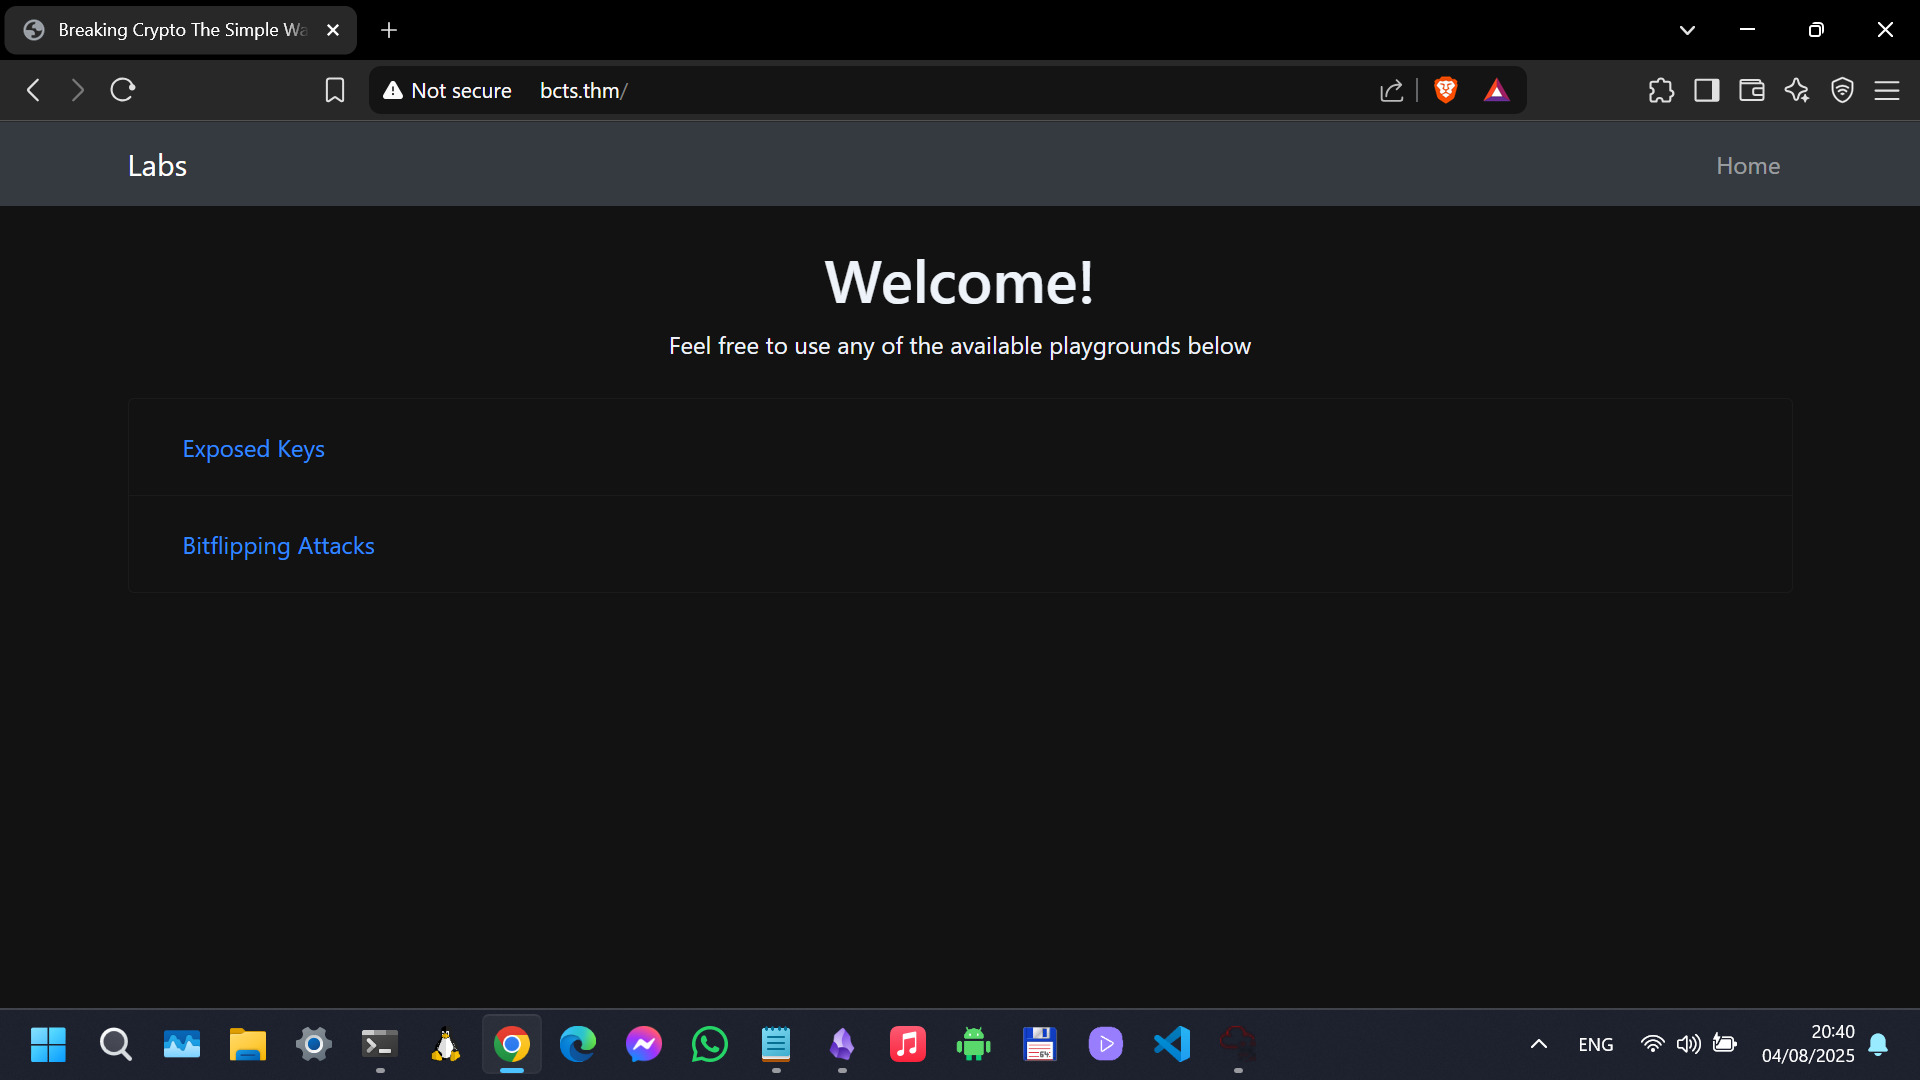 Breaking Crypto The Simple Wa
Not secure bcts.thm/
Labs
Home
Welcome!
Feel free to use any of the available playgrounds below
Exposed Keys
Bitflipping Attacks
64
ENG
20:40
04/08/2025